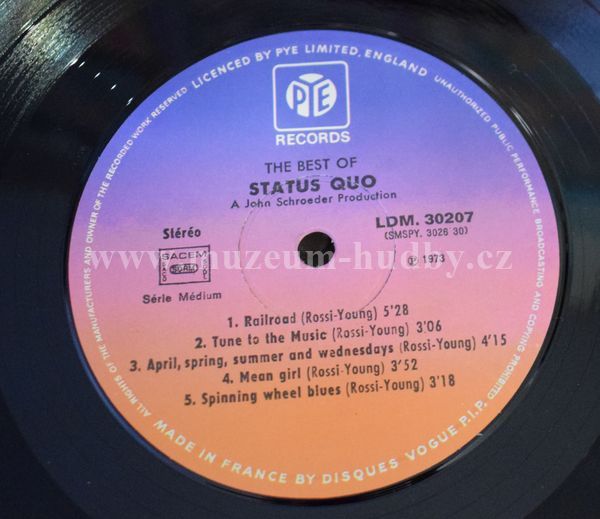 ALL RIGHTS OF THE MANUFACTURERS AND OWNER OF THE RECORDED WORK RESERVED
LICENCED BY PYE LIMITED, ENGLAND
UNAUTHORIZED PUBLIC PERFORMANCE BROADCASTING AND COPYING PROHIBITED
PYE
RECORDS
THE BEST OF
STATUS QUO
A John Schroeder Production
Stéréo
LDM. 30207
(SMSPY. 3026 30)
SACEM
℗ 1973
www.muzeum-hudby.cz
Série Médium
1. Railroad (Rossi-Young) 5'28
2. Tune to the Music (Rossi-Young) 3'06
3. April, spring, summer and wednesdays (Rossi-Young) 4'15
4. Mean girl (Rossi-Young) 3'52
5. Spinning wheel blues (Rossi-Young) 3'18
MADE IN FRANCE BY DISQUES VOGUE P.I.P.